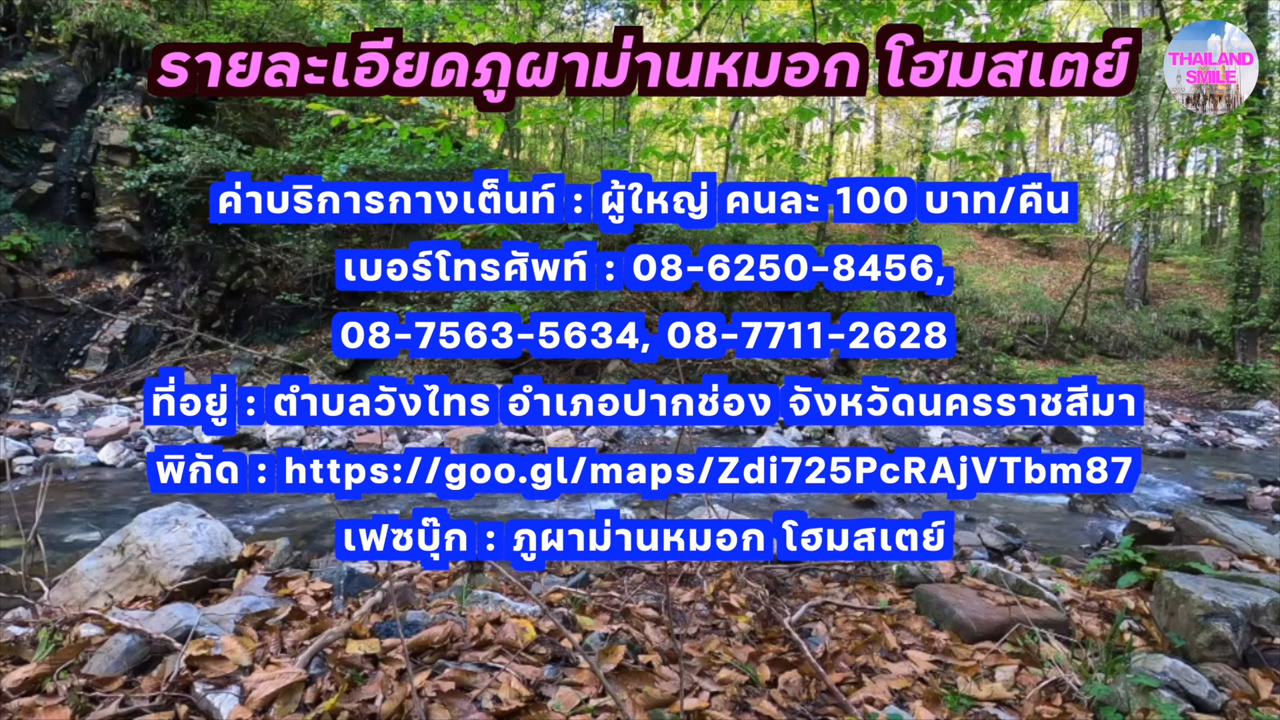 รายละเอียดภูผาม่านหมอก โฮมสเตย์
THAILAND
SMILE
ค่าบริการกางเต็นท์ : ผู้ใหญ่ คนละ 100 บาท/คืน
เบอร์โทรศัพท์ : 08-6250-8456,
08-7563-5634, 08-7711-2628
ที่อยู่ : ตำบลวังไทร อำเภอปากช่อง จังหวัดนครราชสีมา
พิกัด : https://goo.gl/maps/Zdi725PcRAjVTbm87
เฟซบุ๊ก : ภูผาม่านหมอก โฮมสเตย์